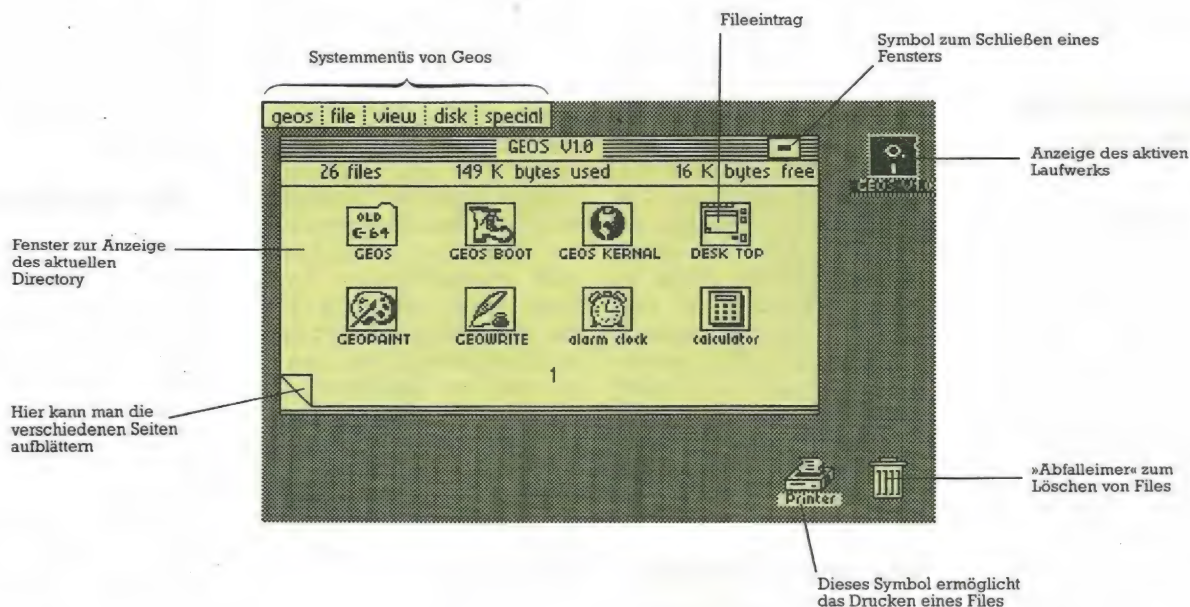 Fileeintrag
Symbol zum Schließen eines
Fensters
Systemmenüs von Geos
geos file view disk special
GEOS V1.0
26 files 149 K bytes used 16 K bytes free
GEOS V1.0
Anzeige des aktiven
Laufwerks
OLD
C-64
GEOS GEOS BOOT GEOS KERNAL DESK TOP
Fenster zur Anzeige
des aktuellen
Directory
GEOPAINT GEOWRITE alarm clock calculator
1
Hier kann man die
verschiedenen Seiten
aufblättern
Printer
»Abfalleimer« zum
Löschen von Files
Dieses Symbol ermöglicht
das Drucken eines Files